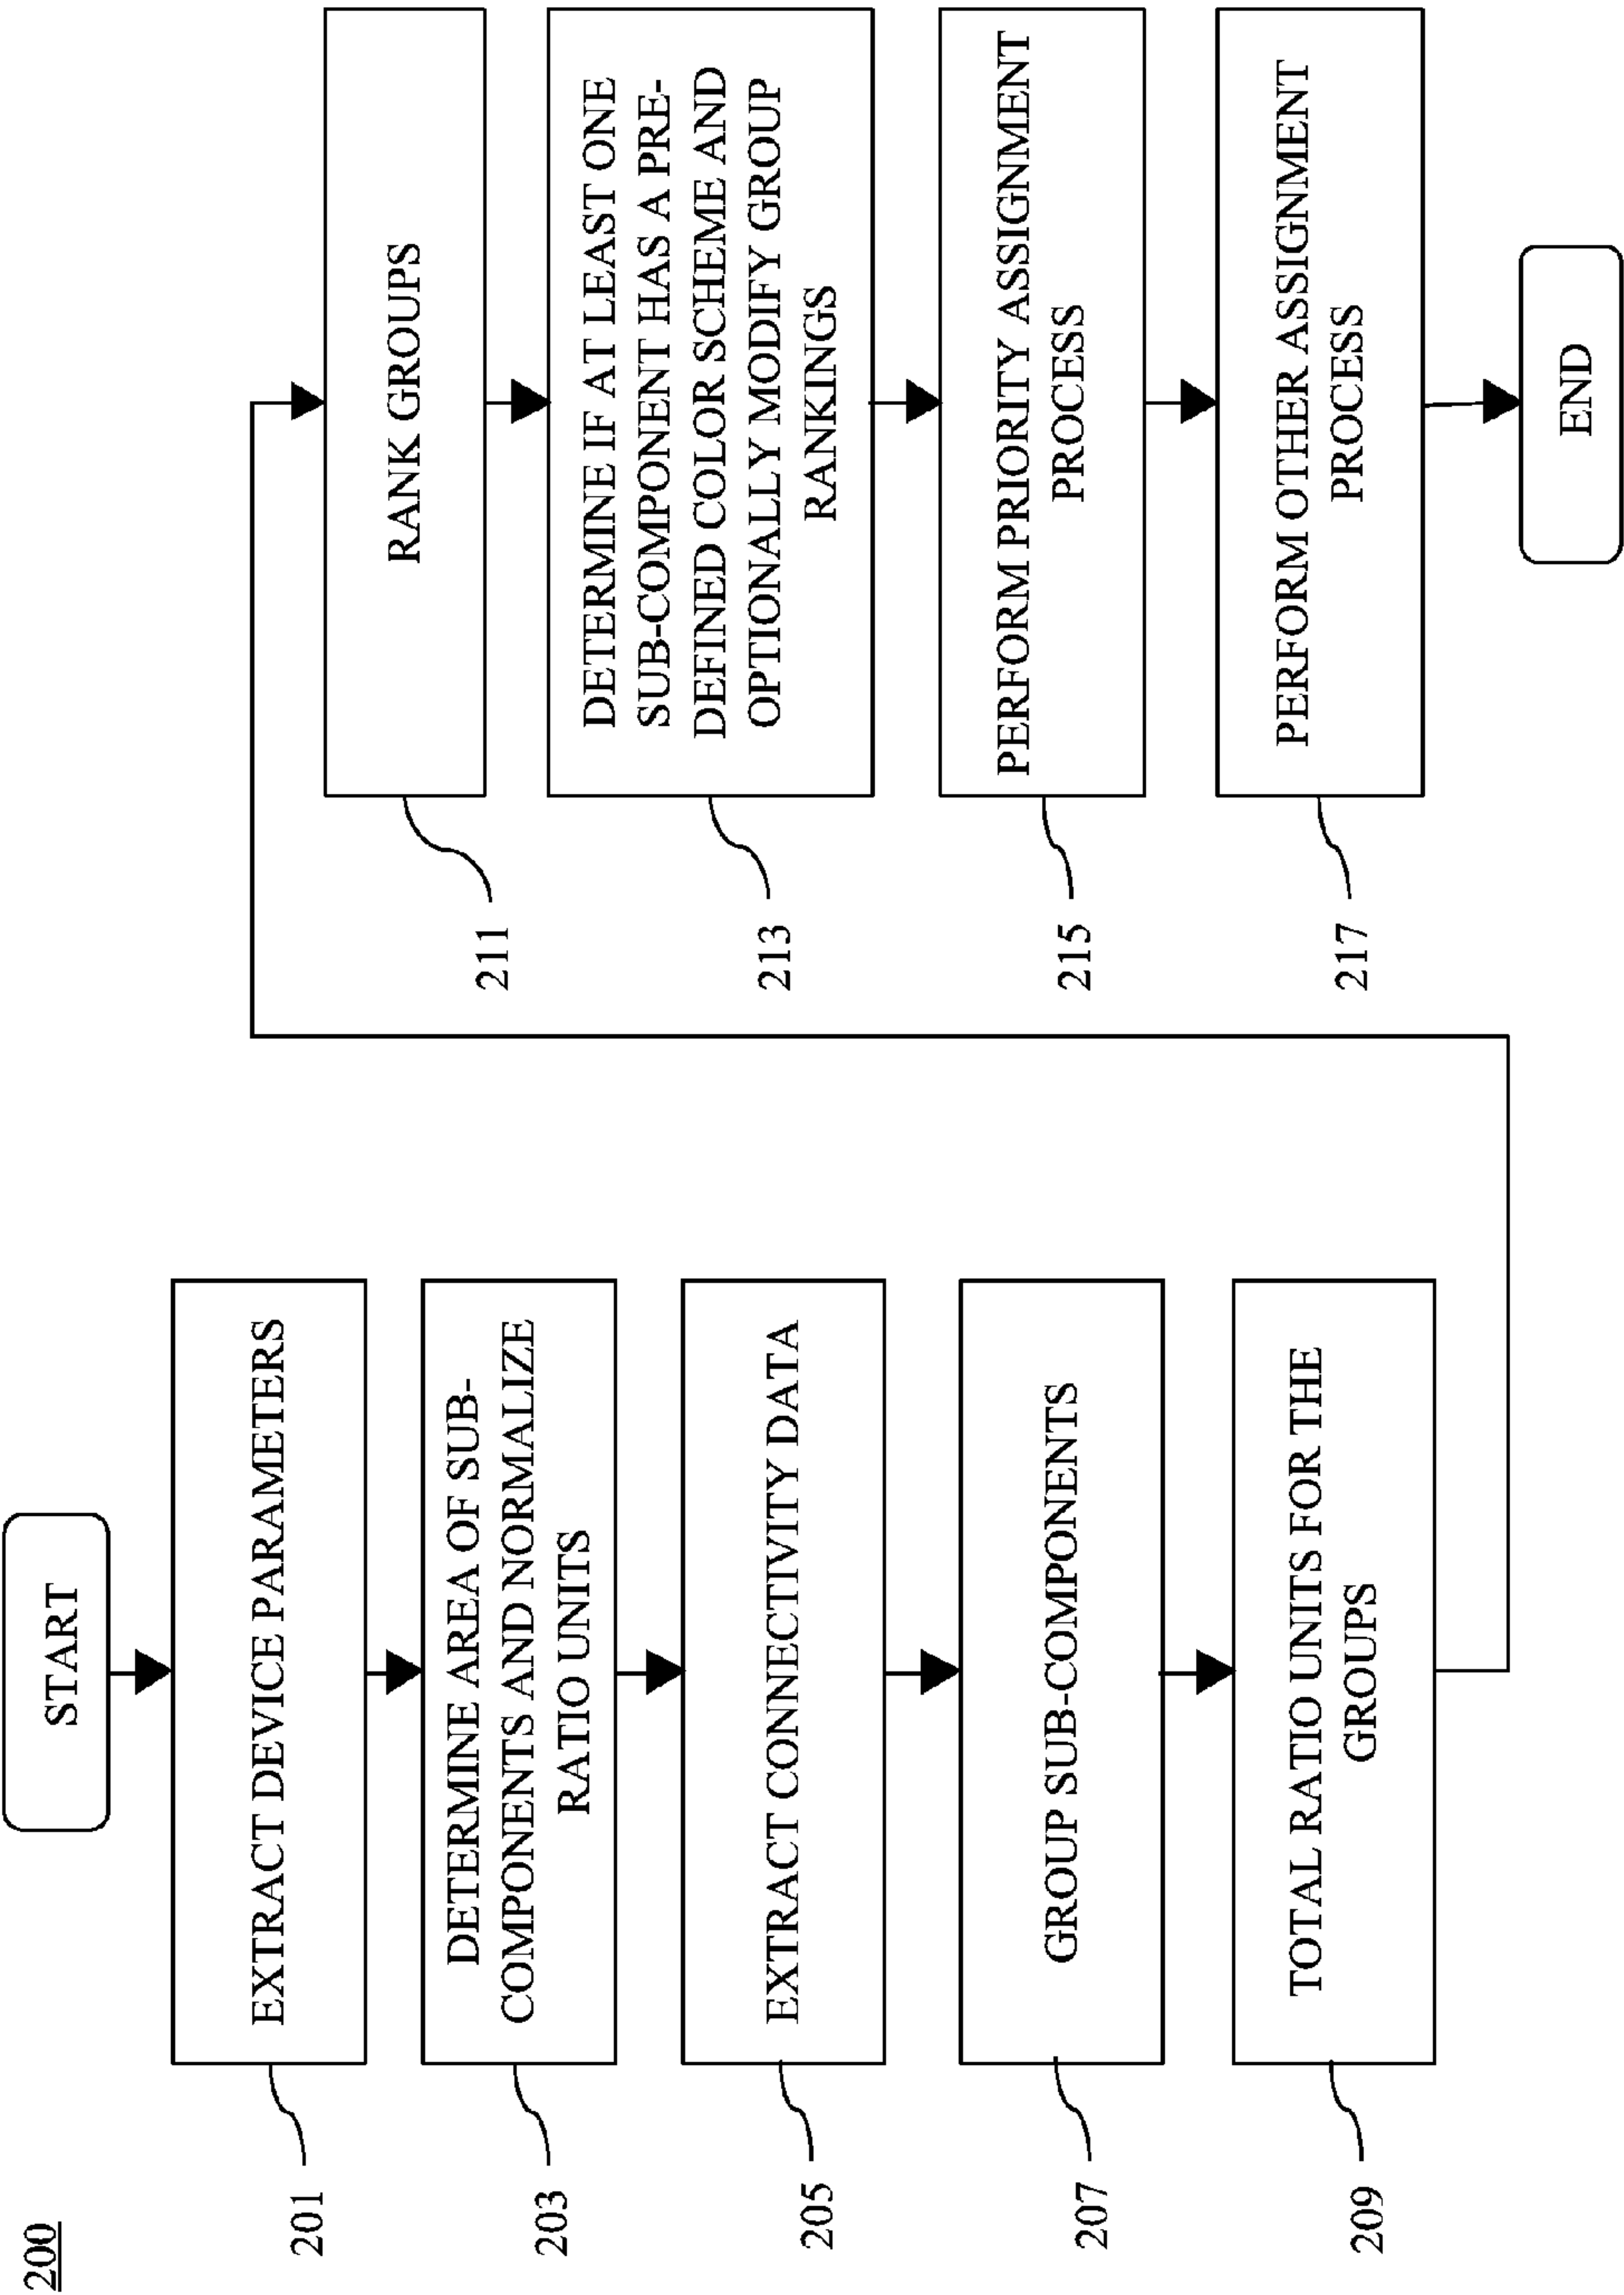 200
START
201
EXTRACT DEVICE PARAMETERS
203
DETERMINE AREA OF SUB-
COMPONENTS AND NORMALIZE
RATIO UNITS
205
EXTRACT CONNECTIVITY DATA
207
GROUP SUB-COMPONENTS
209
TOTAL RATIO UNITS FOR THE
GROUPS
211
RANK GROUPS
213
DETERMINE IF AT LEAST ONE
SUB-COMPONENT HAS A PRE-
DEFINED COLOR SCHEME AND
OPTIONALLY MODIFY GROUP
RANKINGS
215
PERFORM PRIORITY ASSIGNMENT
PROCESS
217
PERFORM OTHER ASSIGNMENT
PROCESS
END